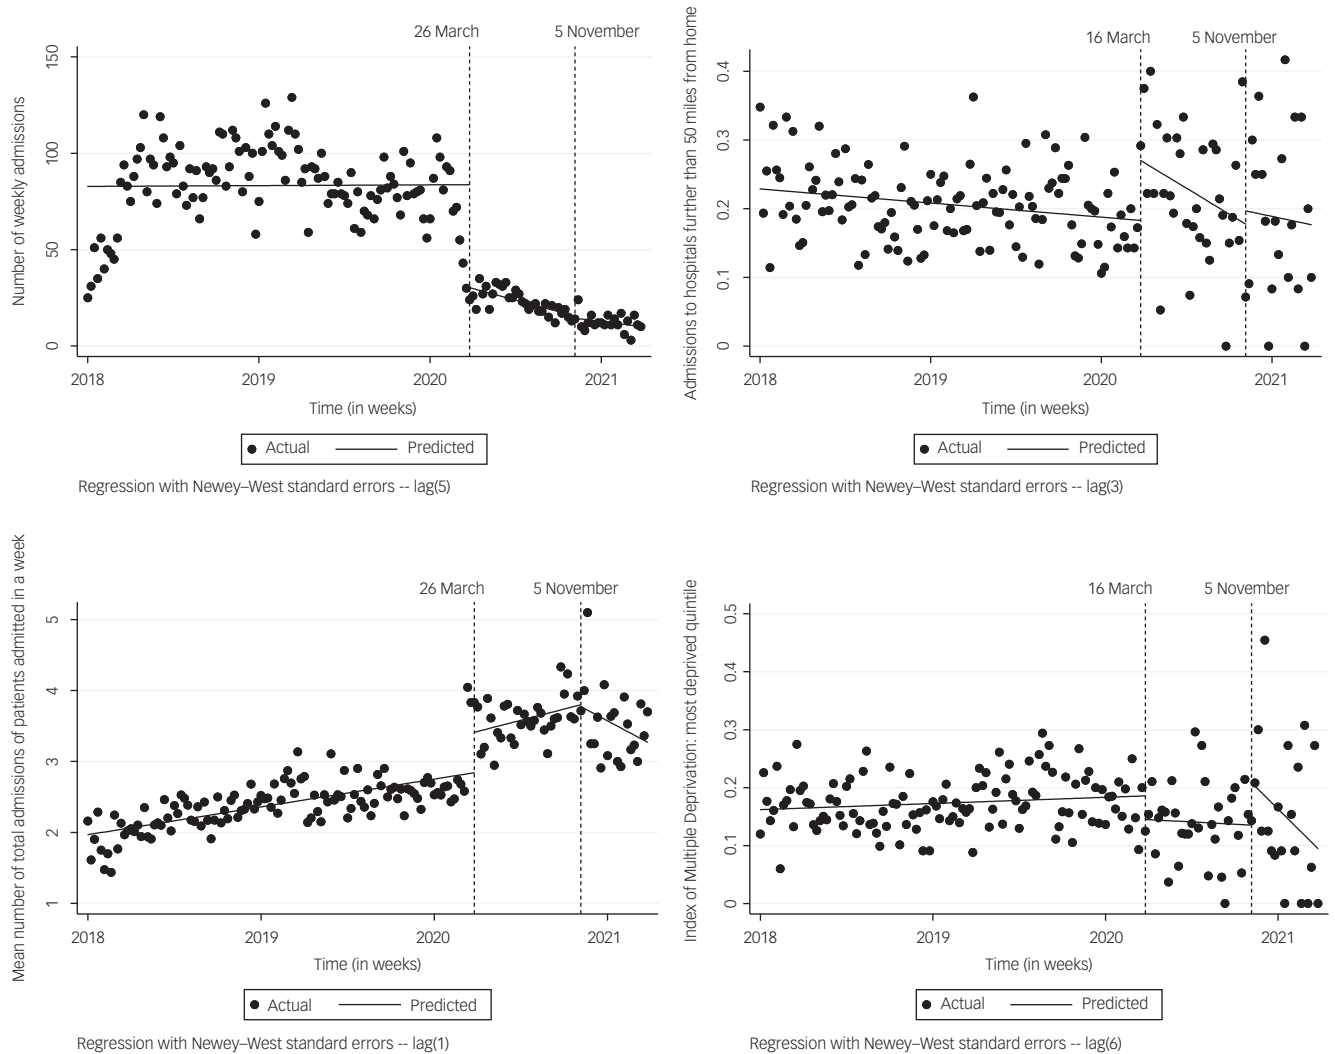 26 March 5 November
150
100
50
0
Number of weekly admissions
2018 2019 2020 2021
Time (in weeks)
Actual Predicted
Regression with Newey–West standard errors -- lag(5)
16 March 5 November
0.4
0.3
0.2
0.1
0
Admissions to hospitals further than 50 miles from home
2018 2019 2020 2021
Time (in weeks)
Actual Predicted
Regression with Newey–West standard errors -- lag(3)
26 March 5 November
5
4
3
2
1
Mean number of total admissions of patients admitted in a week
2018 2019 2020 2021
Time (in weeks)
Actual Predicted
Regression with Newey–West standard errors -- lag(1)
16 March 5 November
0.5
0.4
0.3
0.2
0.1
0
Index of Multiple Deprivation: most deprived quintile
2018 2019 2020 2021
Time (in weeks)
Actual Predicted
Regression with Newey–West standard errors -- lag(6)